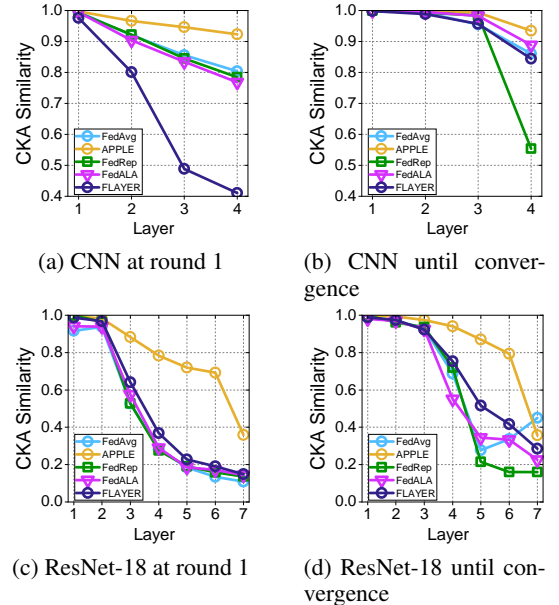 CKA Similarity
1.0
0.9
0.8
0.7
0.6
0.5
0.4
FedAvg
APPLE
FedRep
FedALA
FLAYER
1 2 3 4
Layer
(a) CNN at round 1
CKA Similarity
1.0
0.9
0.8
0.7
0.6
0.5
0.4
FedAvg
APPLE
FedRep
FedALA
FLAYER
1 2 3 4
Layer
(b) CNN until conver-
gence
CKA Similarity
1.0
0.8
0.6
0.4
0.2
0.0
FedAvg
APPLE
FedRep
FedALA
FLAYER
1 2 3 4 5 6 7
Layer
(c) ResNet-18 at round 1
CKA Similarity
1.0
0.8
0.6
0.4
0.2
0.0
FedAvg
APPLE
FedRep
FedALA
FLAYER
1 2 3 4 5 6 7
Layer
(d) ResNet-18 until con-
vergence